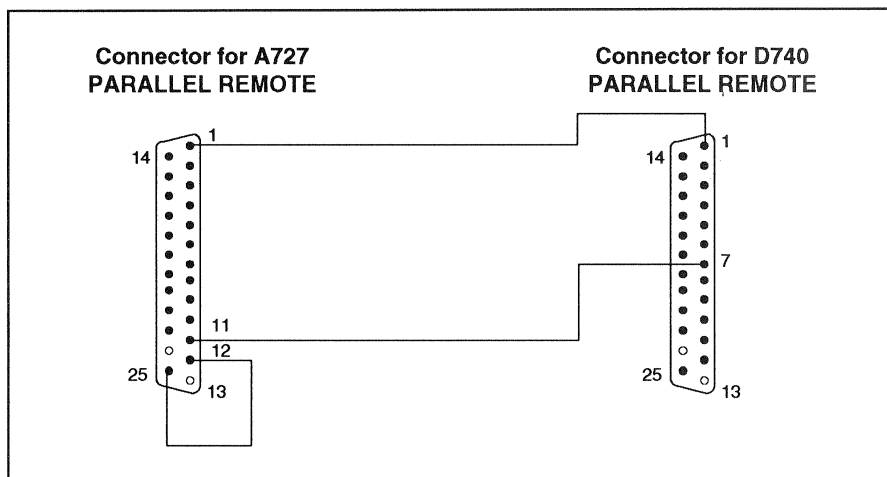 Connector for A727
PARALLEL REMOTE
Connector for D740
PARALLEL REMOTE
1
14
11
12
25
13
1
14
7
25
13